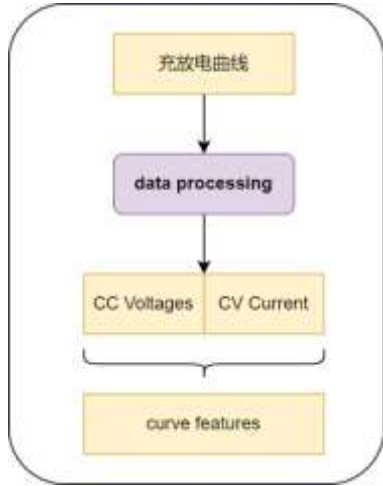 充放电曲线
data processing
CC Voltages CV Current
curve features